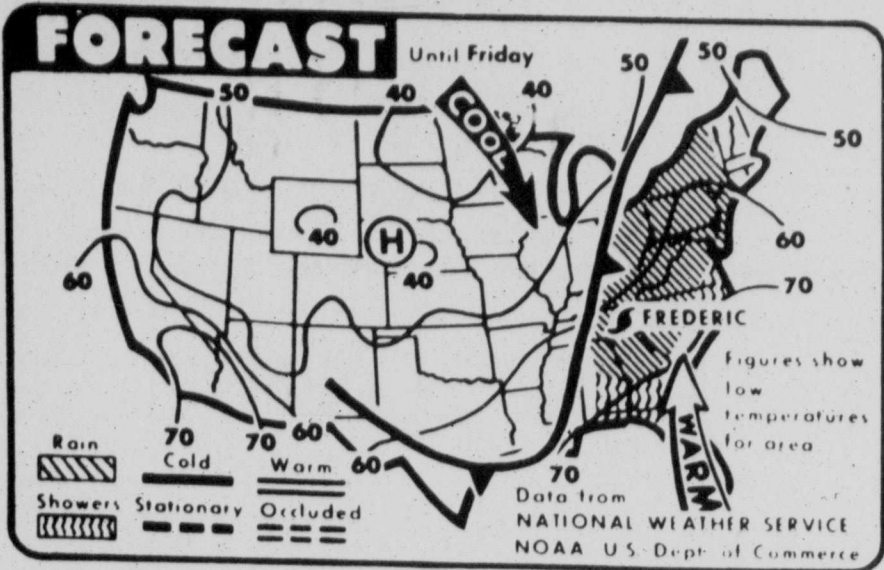 FORECAST
Until Friday
50
40
40
50
50
50
COOL
40
H
40
60
60
70
FREDERIC
Figures show
low
temperatures
for area
WARM
70
70
60
60
70
Rain
Cold
Warm
Showers
Stationary
Occluded
Data from
NATIONAL WEATHER SERVICE
NOAA U.S. Dept of Commerce